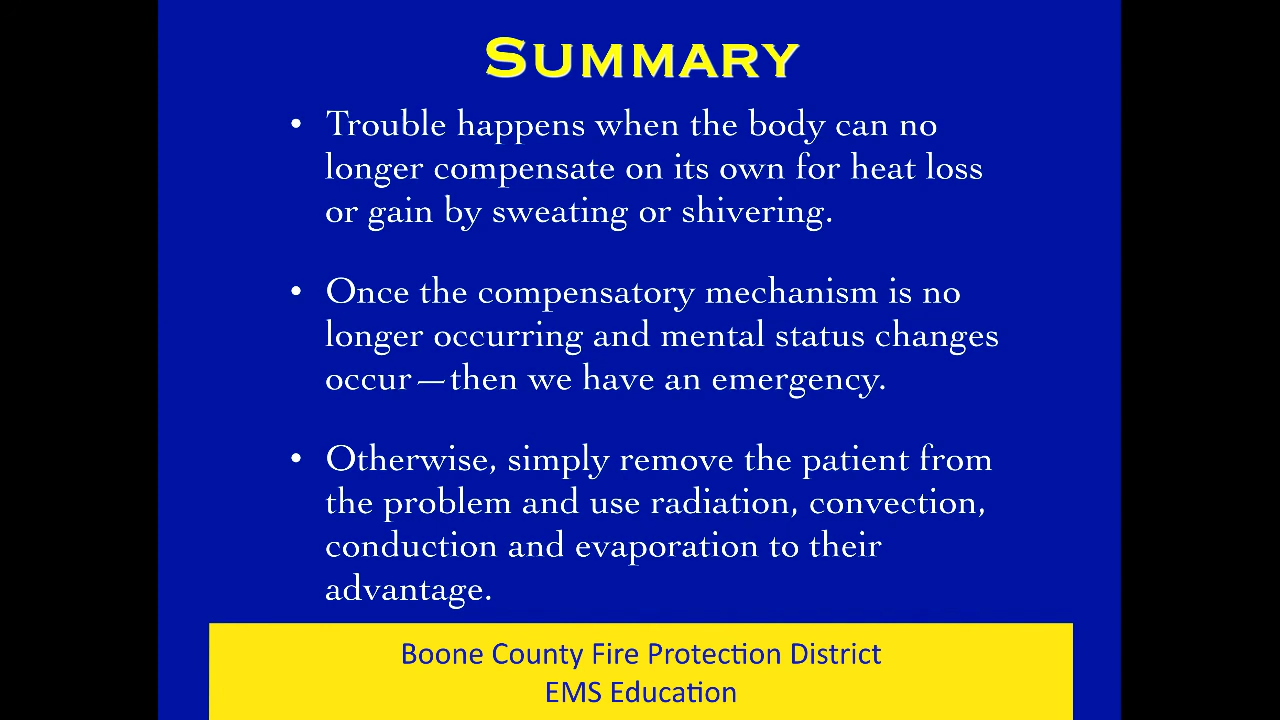 SUMMARY
• Trouble happens when the body can no
longer compensate on its own for heat loss
or gain by sweating or shivering.
• Once the compensatory mechanism is no
longer occurring and mental status changes
occur—then we have an emergency.
• Otherwise, simply remove the patient from
the problem and use radiation, convection,
conduction and evaporation to their
advantage.
Boone County Fire Protection District
EMS Education